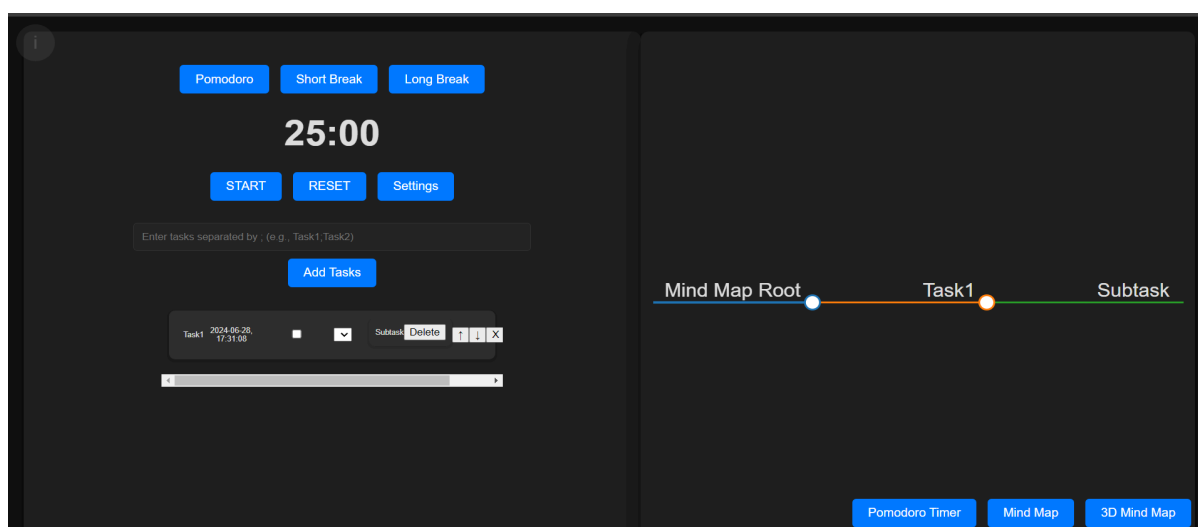 i
Pomodoro Short Break Long Break
25:00
START RESET Settings
Enter tasks separated by ; (e.g., Task1;Task2)
Add Tasks
Task1 2024-06-28, 17:31:08 Subtask Delete ↑ ↓ X
Mind Map Root Task1 Subtask
Pomodoro Timer Mind Map 3D Mind Map